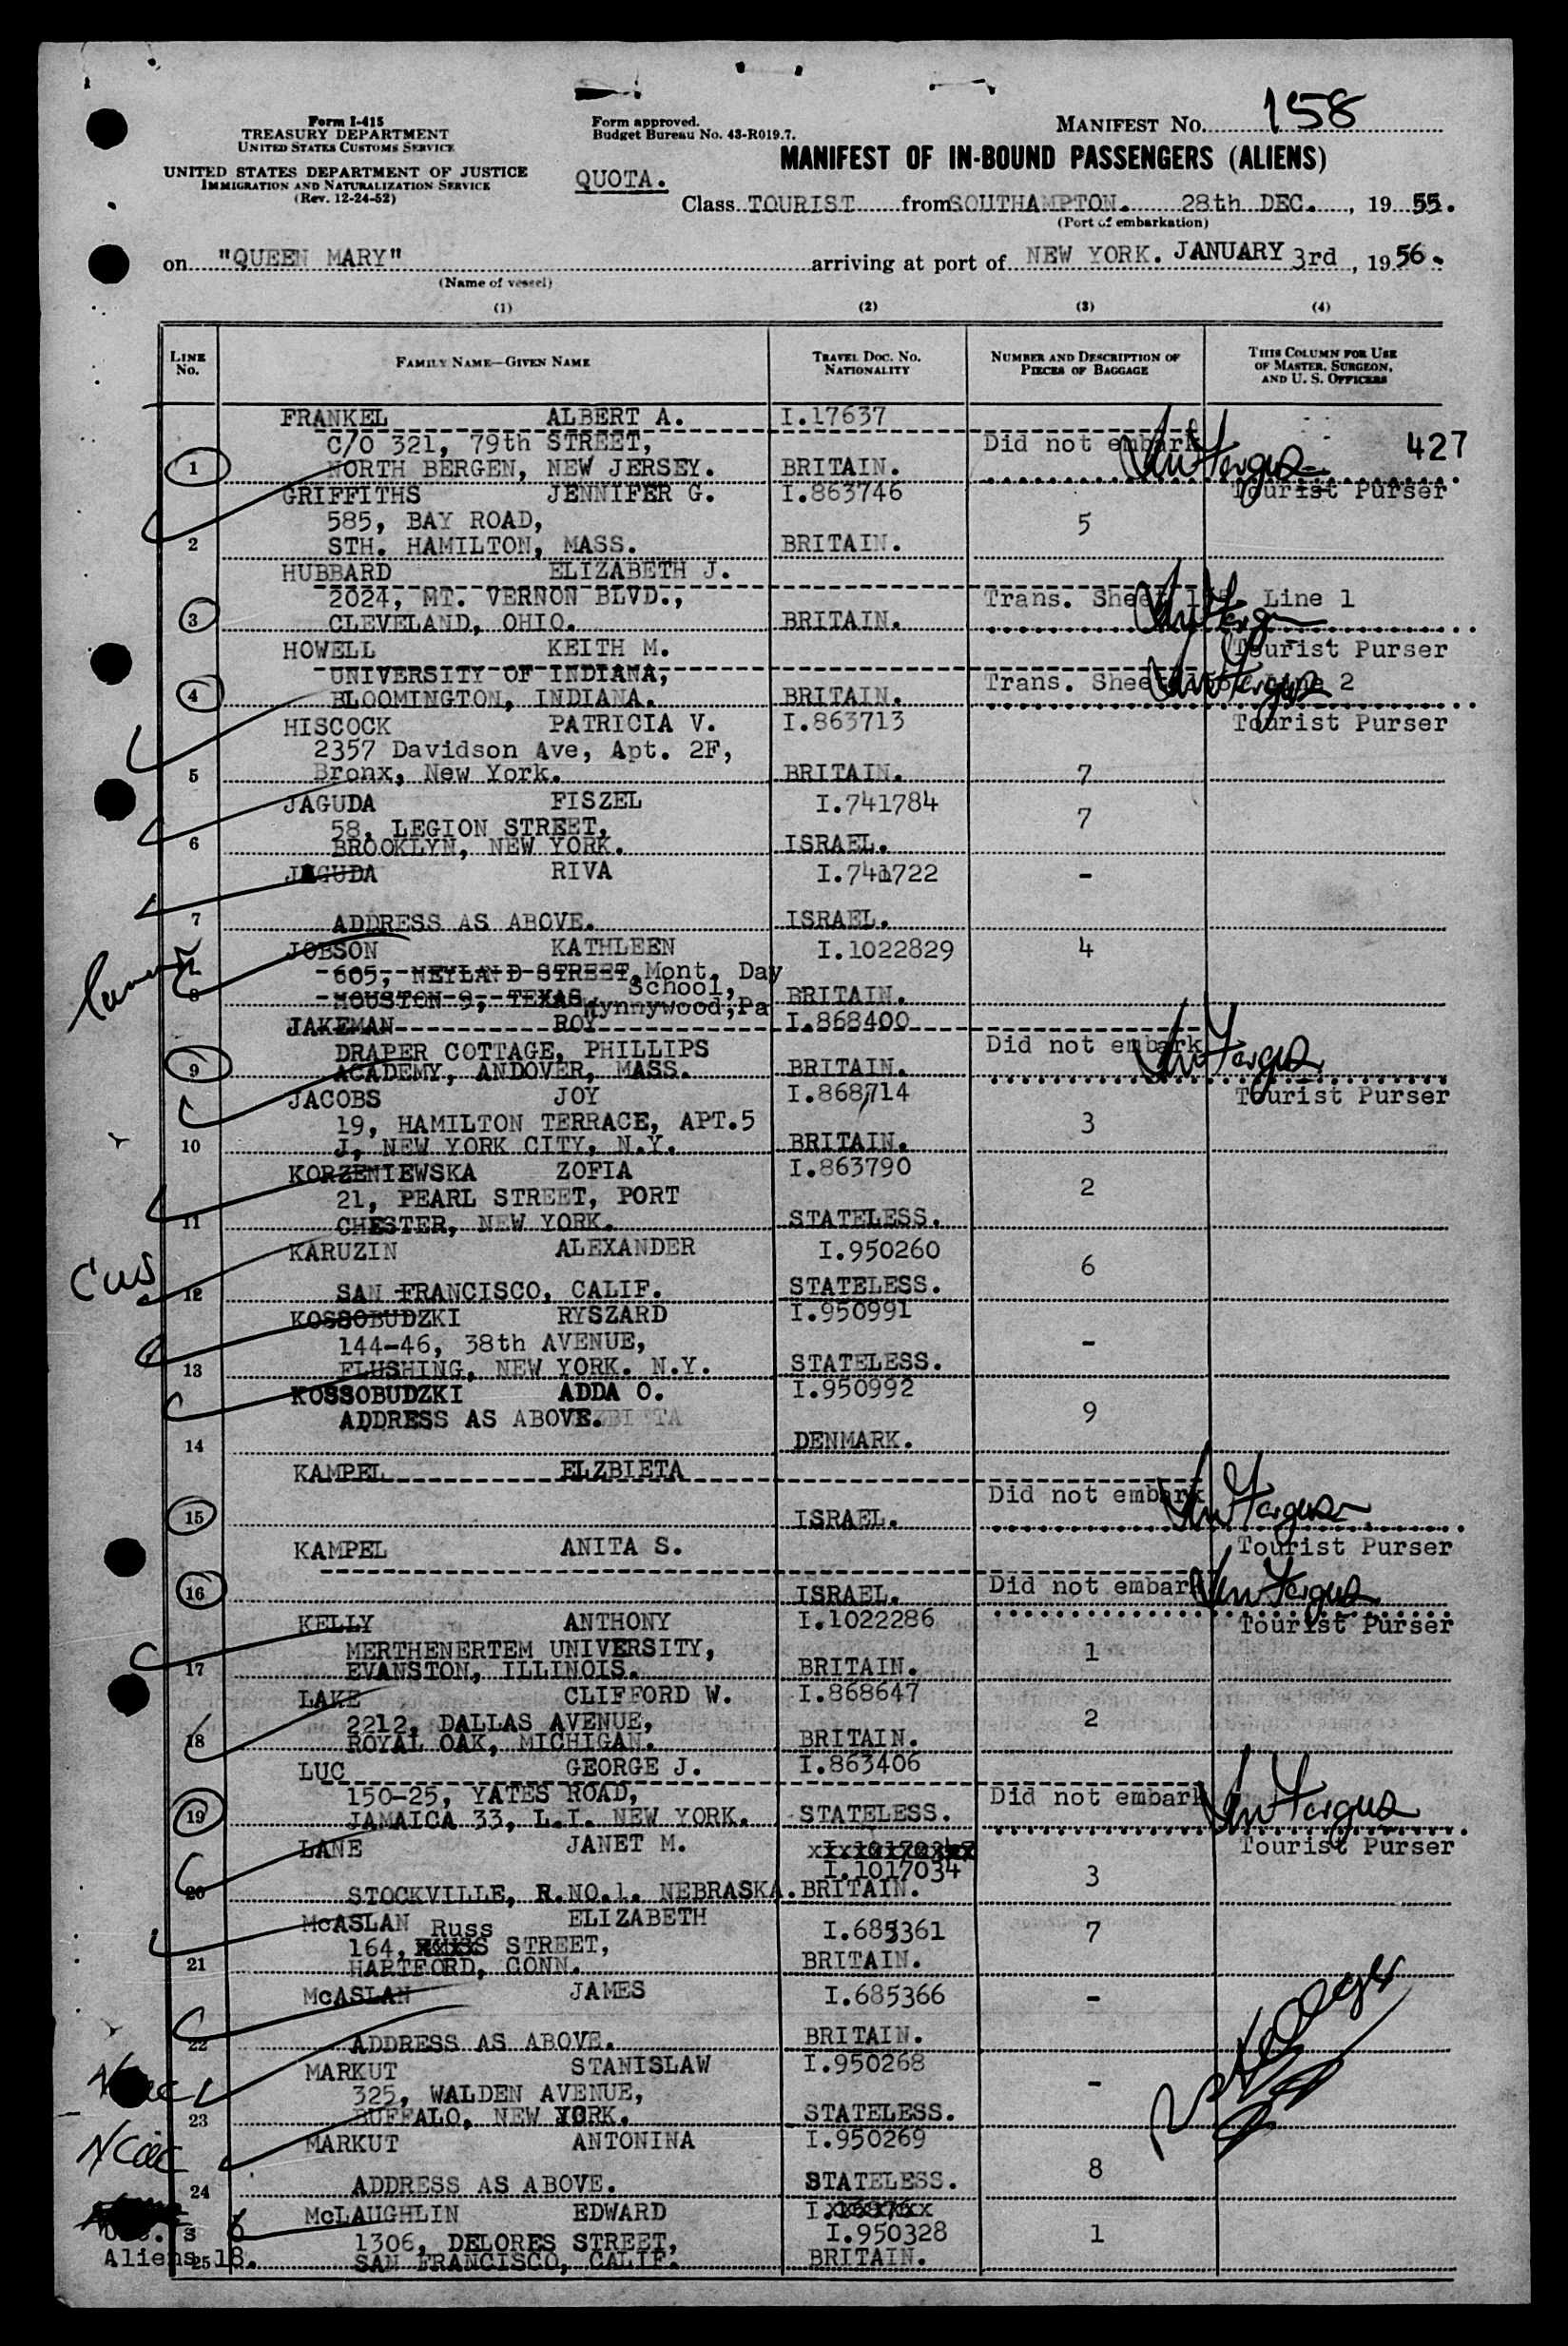 Form I-415
TREASURY DEPARTMENT
UNITED STATES CUSTOMS SERVICE
UNITED STATES DEPARTMENT OF JUSTICE
IMMIGRATION AND NATURALIZATION SERVICE
(Rev. 12-24-52)
Form approved.
Budget Bureau No. 43-R019.7.
MANIFEST NO. 158
MANIFEST OF IN-BOUND PASSENGERS (ALIENS)
QUOTA.
Class TOURIST from SOUTHAMPTON. 28th DEC. , 19 55.
(Port of embarkation)
on "QUEEN MARY" arriving at port of NEW YORK. JANUARY 3rd , 19 56.
(Name of vessel)
(1) (2) (3) (4)
LINE No. FAMILY NAME—GIVEN NAME TRAVEL DOC. NO. NATIONALITY NUMBER AND DESCRIPTION OF PIECES OF BAGGAGE THIS COLUMN FOR USE OF MASTER, SURGEON, AND U. S. OFFICERS
FRANKEL ALBERT A. I.17637
C/O 321, 79th STREET, Did not embark 427
1 NORTH BERGEN, NEW JERSEY. BRITAIN.
GRIFFITHS JENNIFER G. I.863746 Tourist Purser
585, BAY ROAD, 5
2 STH. HAMILTON, MASS. BRITAIN.
HUBBARD ELIZABETH J.
2024, MT. VERNON BLVD., Trans. Sheet Line 1
3 CLEVELAND, OHIO. BRITAIN.
HOWELL KEITH M. Tourist Purser
UNIVERSITY OF INDIANA, Trans. Sheet Line 2
4 BLOOMINGTON, INDIANA. BRITAIN.
HISCOCK PATRICIA V. I.863713 Tourist Purser
2357 Davidson Ave, Apt. 2F,
5 Bronx, New York. BRITAIN. 7
JAGUDA FISZEL I.741784 7
58, LEGION STREET,
6 BROOKLYN, NEW YORK. ISRAEL.
JAGUDA RIVA I.741722 -
7 ADDRESS AS ABOVE. ISRAEL.
JOBSON KATHLEEN I.1022829 4
605, NEYLAND STREET, Mont. Day
School,
8 HOUSTON 9, TEXAS. Wynnywood, Pa BRITAIN.
JAKEMAN ROY I.868400
DRAPER COTTAGE, PHILLIPS Did not embark
9 ACADEMY, ANDOVER, MASS. BRITAIN.
JACOBS JOY I.868714 Tourist Purser
19, HAMILTON TERRACE, APT.5 3
10 J, NEW YORK CITY, N.Y. BRITAIN.
KORZENIEWSKA ZOFIA I.863790
21, PEARL STREET, PORT 2
11 CHESTER, NEW YORK. STATELESS.
KARUZIN ALEXANDER I.950260 6
12 SAN FRANCISCO, CALIF. STATELESS.
KOSSOBUDZKI RYSZARD I.950991
144-46, 38th AVENUE, -
13 FLUSHING, NEW YORK. N.Y. STATELESS.
KOSSOBUDZKI ADDA O. I.950992
ADDRESS AS ABOVE. 9
14 DENMARK.
KAMPEL ELZBIETA
Did not embark
15 ISRAEL.
KAMPEL ANITA S. Tourist Purser
Did not embark
16 ISRAEL.
KELLY ANTHONY I.1022286 Tourist Purser
MERTHENERTEM UNIVERSITY, 1
17 EVANSTON, ILLINOIS. BRITAIN.
LAKE CLIFFORD W. I.868647
2212, DALLAS AVENUE, 2
18 ROYAL OAK, MICHIGAN. BRITAIN.
LUC GEORGE J. I.863406
150-25, YATES ROAD, Did not embark
19 JAMAICA 33, L.I. NEW YORK. STATELESS.
LANE JANET M. Tourist Purser
I.1017034 3
20 STOCKVILLE, R.NO.1. NEBRASKA. BRITAIN.
McASLAN ELIZABETH I.685361 7
Russ
164, STREET,
21 HARTFORD, CONN. BRITAIN.
McASLAN JAMES I.685366 -
22 ADDRESS AS ABOVE. BRITAIN.
MARKUT STANISLAW I.950268
325, WALDEN AVENUE, -
23 BUFFALO, NEW YORK. STATELESS.
MARKUT ANTONINA I.950269
8
24 ADDRESS AS ABOVE. STATELESS.
McLAUGHLIN EDWARD
1306, DELORES STREET, I.950328 1
Aliens 18. 25 SAN FRANCISCO, CALIF. BRITAIN.